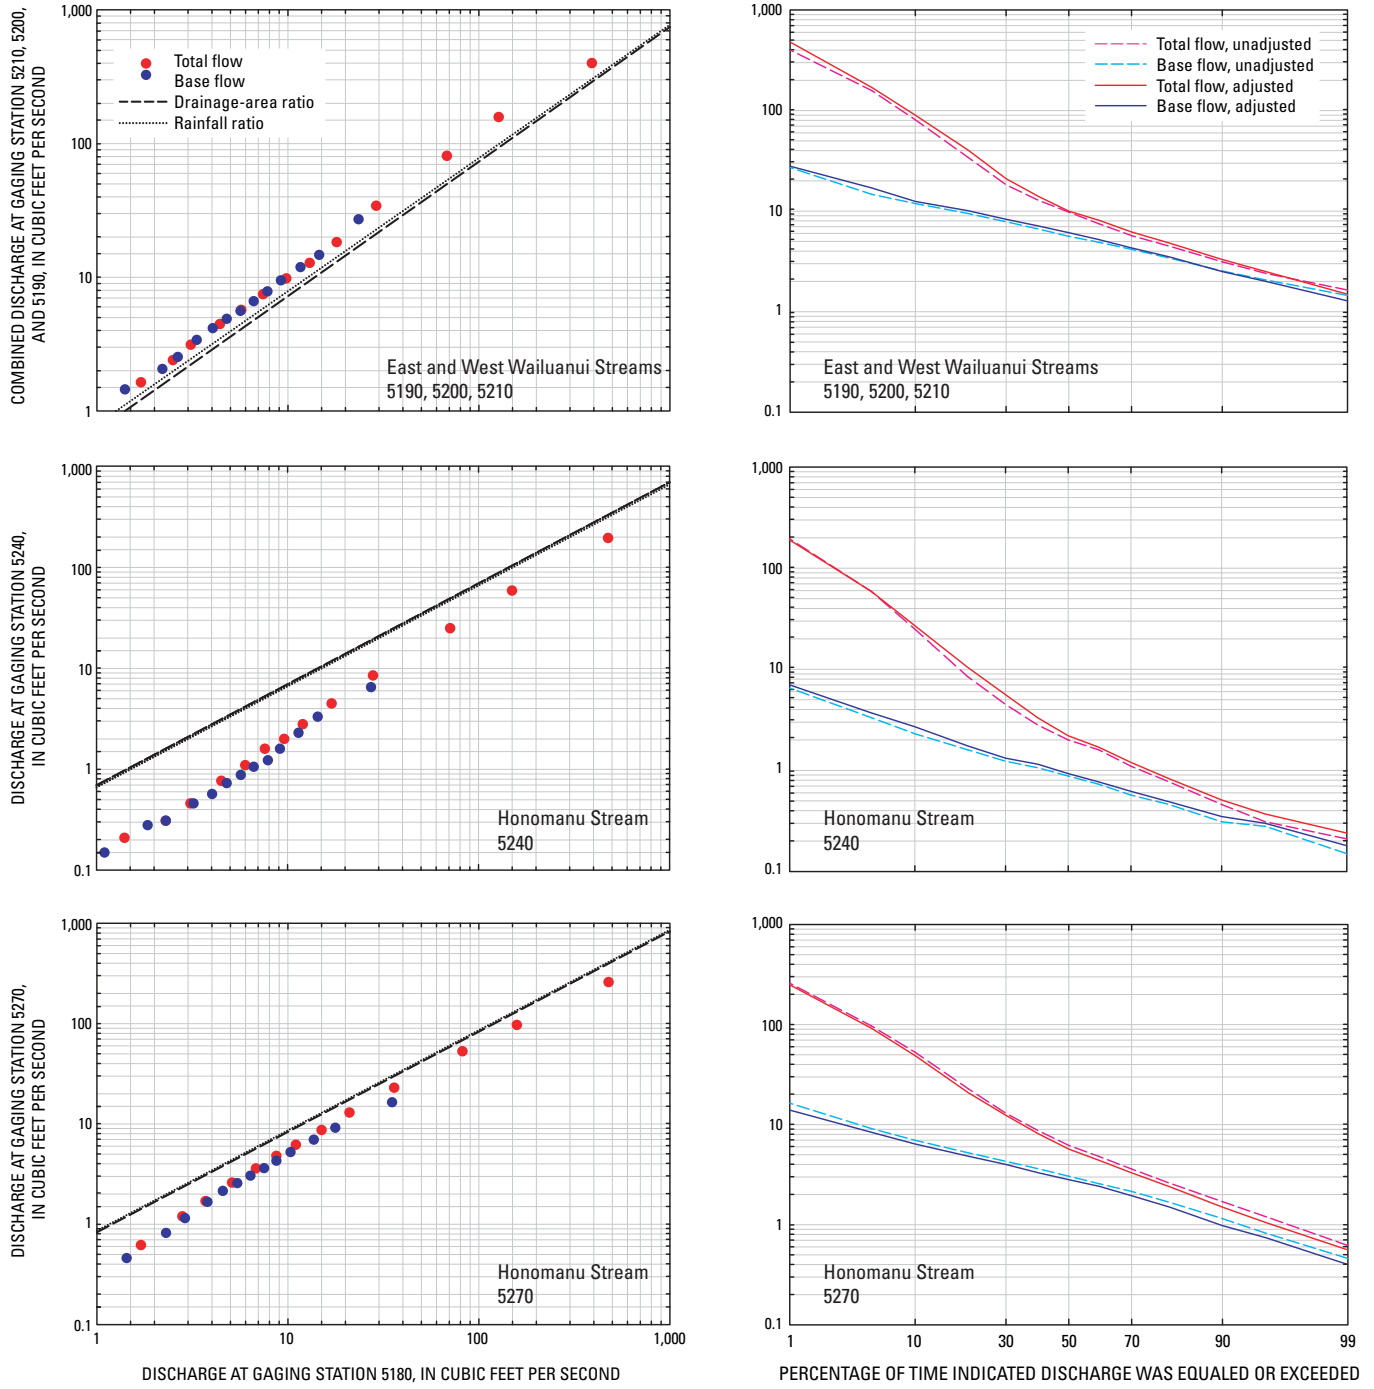 COMBINED DISCHARGE AT GAGING STATION 5210, 5200,
AND 5190, IN CUBIC FEET PER SECOND
1,000
100
10
1
Total flow
Base flow
Drainage-area ratio
Rainfall ratio
East and West Wailuanui Streams
5190, 5200, 5210
1,000
100
10
1
0.1
Total flow, unadjusted
Base flow, unadjusted
Total flow, adjusted
Base flow, adjusted
East and West Wailuanui Streams
5190, 5200, 5210
DISCHARGE AT GAGING STATION 5240,
IN CUBIC FEET PER SECOND
1,000
100
10
1
0.1
Honomanu Stream
5240
1,000
100
10
1
0.1
Honomanu Stream
5240
DISCHARGE AT GAGING STATION 5270,
IN CUBIC FEET PER SECOND
1,000
100
10
1
0.1
Honomanu Stream
5270
1 10 100 1,000
DISCHARGE AT GAGING STATION 5180, IN CUBIC FEET PER SECOND
1,000
100
10
1
0.1
Honomanu Stream
5270
1 10 30 50 70 90 99
PERCENTAGE OF TIME INDICATED DISCHARGE WAS EQUALED OR EXCEEDED